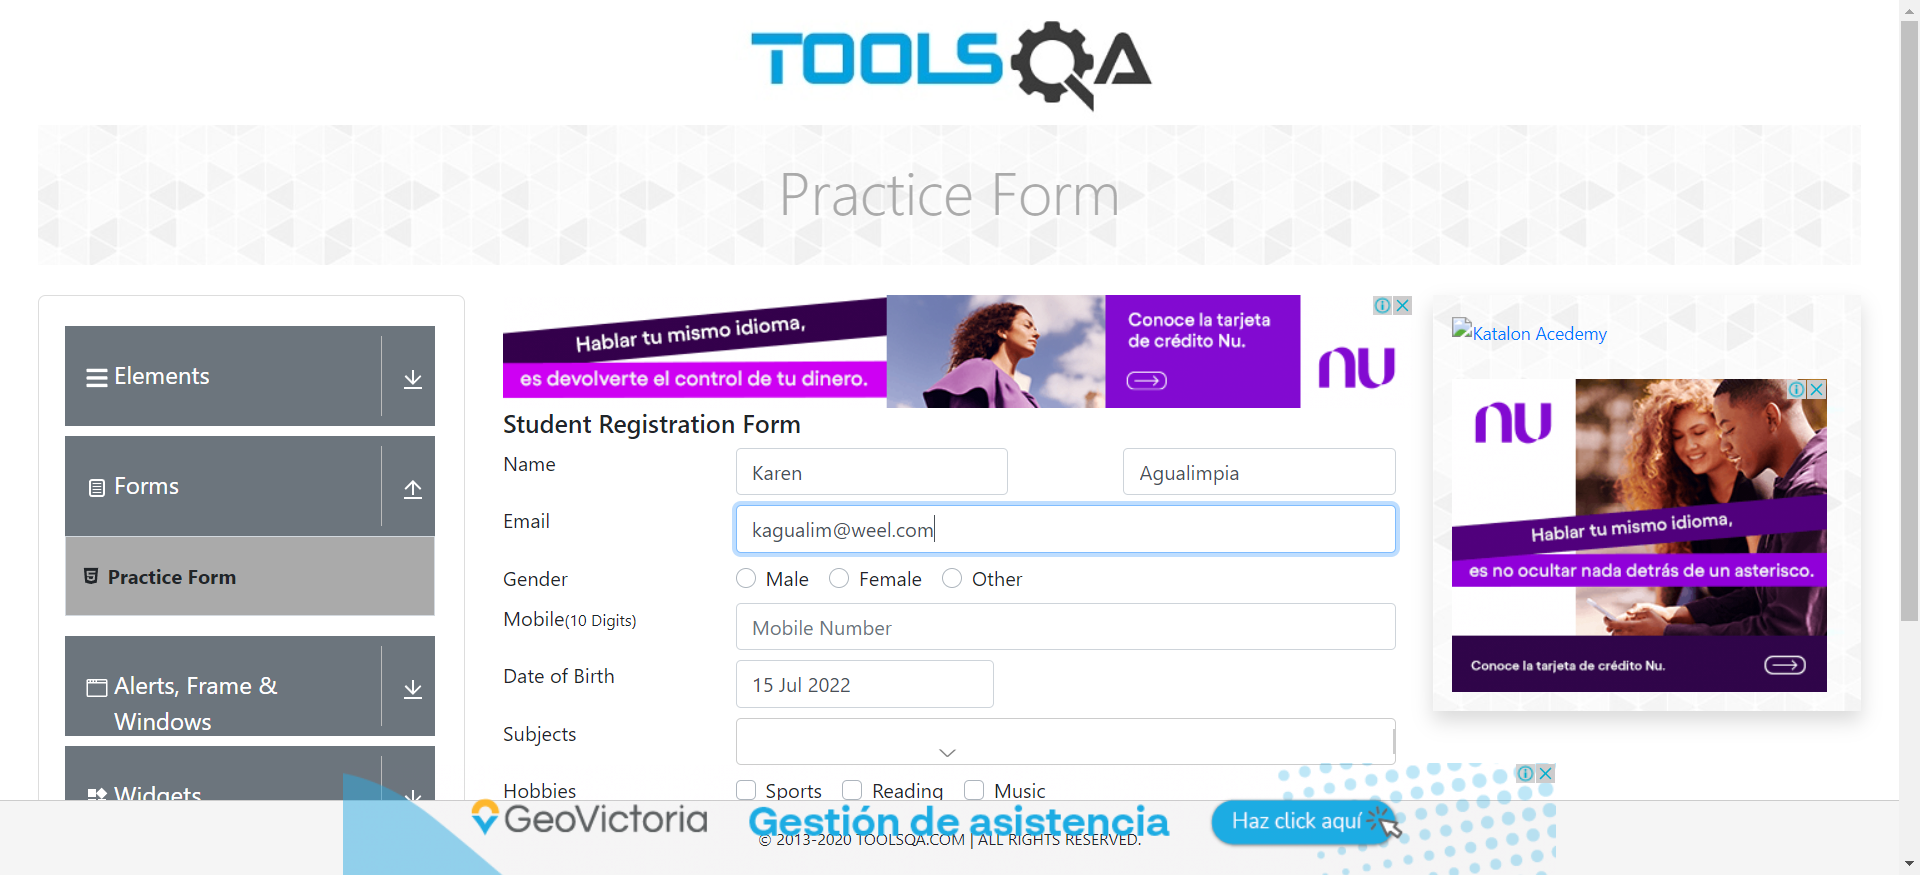 TOOLSQA
Practice Form
Elements
Forms
Practice Form
Alerts, Frame &
Windows
Widgets
Hablar tu mismo idioma,
es devolverte el control de tu dinero.
Conoce la tarjeta
de crédito Nu.
nu
Student Registration Form
Name
Karen
Agualimpia
Email
kagualim@weel.com
Gender
Male
Female
Other
Mobile(10 Digits)
Mobile Number
Date of Birth
15 Jul 2022
Subjects
Hobbies
Sports
Reading
Music
Katalon Acedemy
nu
Hablar tu mismo idioma,
es no ocultar nada detrás de un asterisco.
Conoce la tarjeta de crédito Nu.
GeoVictoria
Gestión de asistencia
Haz click aquí
© 2013-2020 TOOLSQA.COM | ALL RIGHTS RESERVED.